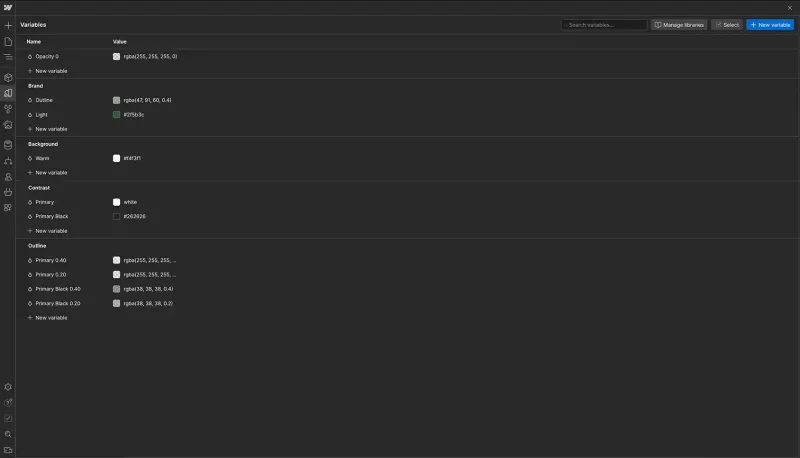 Variables
Search variables...
Manage libraries
Select
+ New variable
Name Value
Opacity 0 rgba(255, 255, 255, 0)
+ New variable
Brand
Outline rgba(47, 91, 60, 0.4)
Light #2f5b3c
+ New variable
Background
Warm #f4f3f1
+ New variable
Contrast
Primary white
Primary Black #262626
+ New variable
Outline
Primary 0.40 rgba(255, 255, 255, ...
Primary 0.20 rgba(255, 255, 255, ...
Primary Black 0.40 rgba(38, 38, 38, 0.4)
Primary Black 0.20 rgba(38, 38, 38, 0.2)
+ New variable